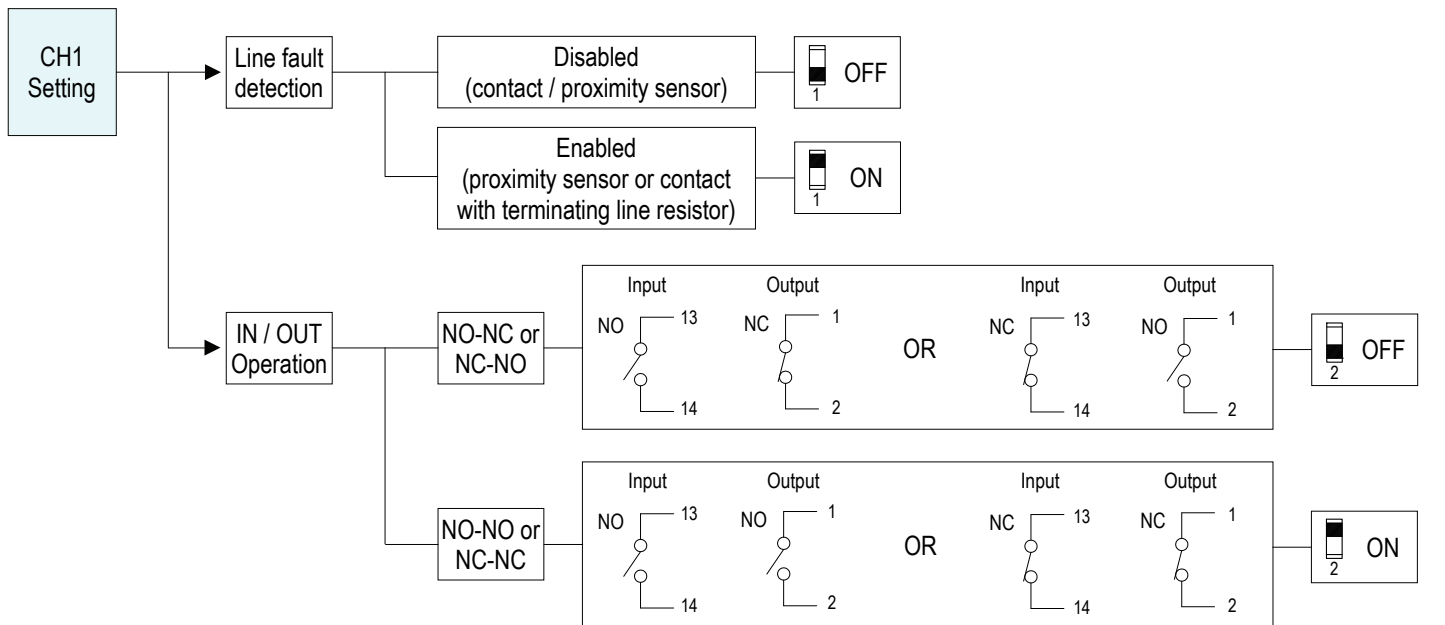 CH1
Setting
Line fault
detection
Disabled
(contact / proximity sensor)
1
OFF
Enabled
(proximity sensor or contact
with terminating line resistor)
1
ON
IN / OUT
Operation
NO-NC or
NC-NO
Input
Output
Input
Output
NO
13
NC
1
OR
NC
13
NO
1
14
2
14
2
2
OFF
NO-NO or
NC-NC
Input
Output
Input
Output
NO
13
NO
1
OR
NC
13
NC
1
14
2
14
2
2
ON